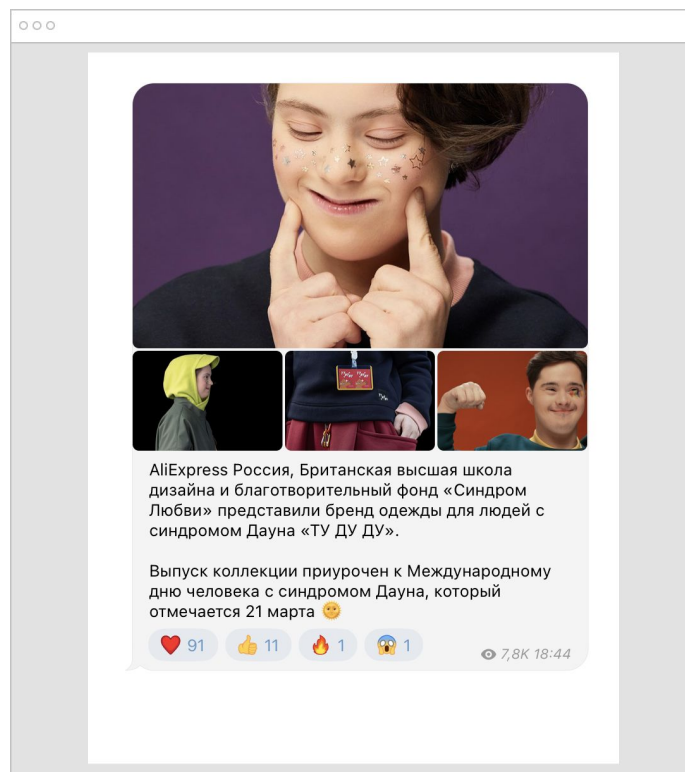 AliExpress Россия, Британская высшая школа
дизайна и благотворительный фонд «Синдром
Любви» представили бренд одежды для людей с
синдромом Дауна «ТУ ДУ ДУ».
Выпуск коллекции приурочен к Международному
дню человека с синдромом Дауна, который
отмечается 21 марта 🌝
❤️ 91 👍 11 🔥 1 😱 1 7,8K 18:44